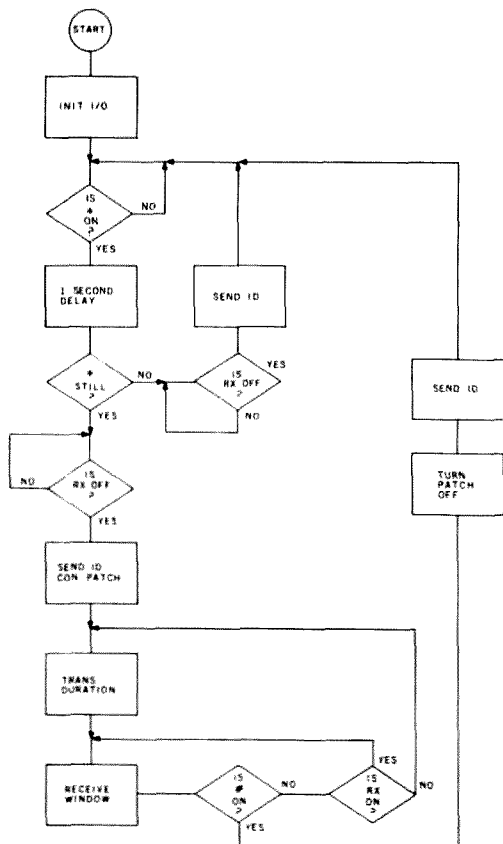 START
INIT I/O
IS
*
ON
?
NO
YES
1 SECOND
DELAY
SEND ID
*
STILL
?
NO
YES
IS
RX OFF
?
YES
NO
SEND ID
TURN
PATCH
OFF
IS
RX OFF
?
NO
YES
SEND ID
CON PATCH
TRANS
DURATION
RECEIVE
WINDOW
IS
#
ON
?
NO
YES
IS
RX
ON
?
YES
NO